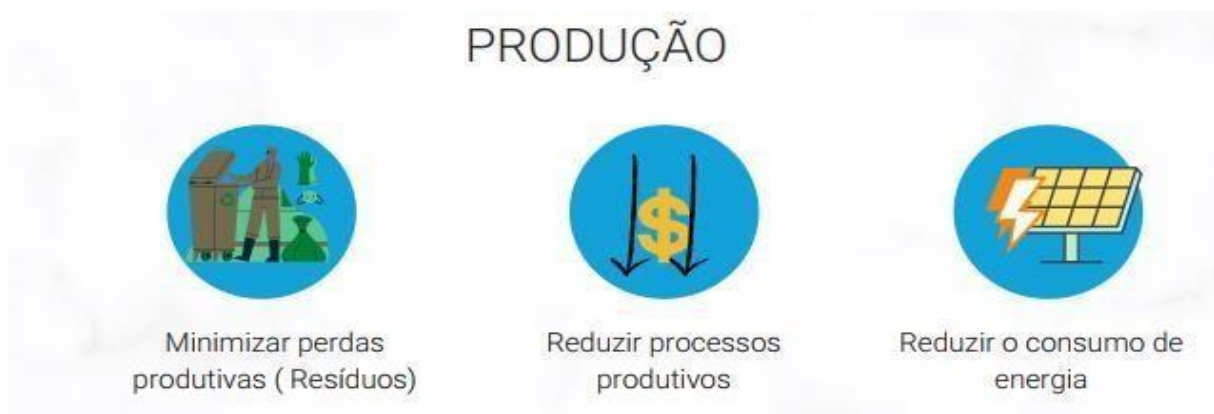 PRODUÇÃO
Minimizar perdas
produtivas ( Resíduos)
Reduzir processos
produtivos
Reduzir o consumo de
energia